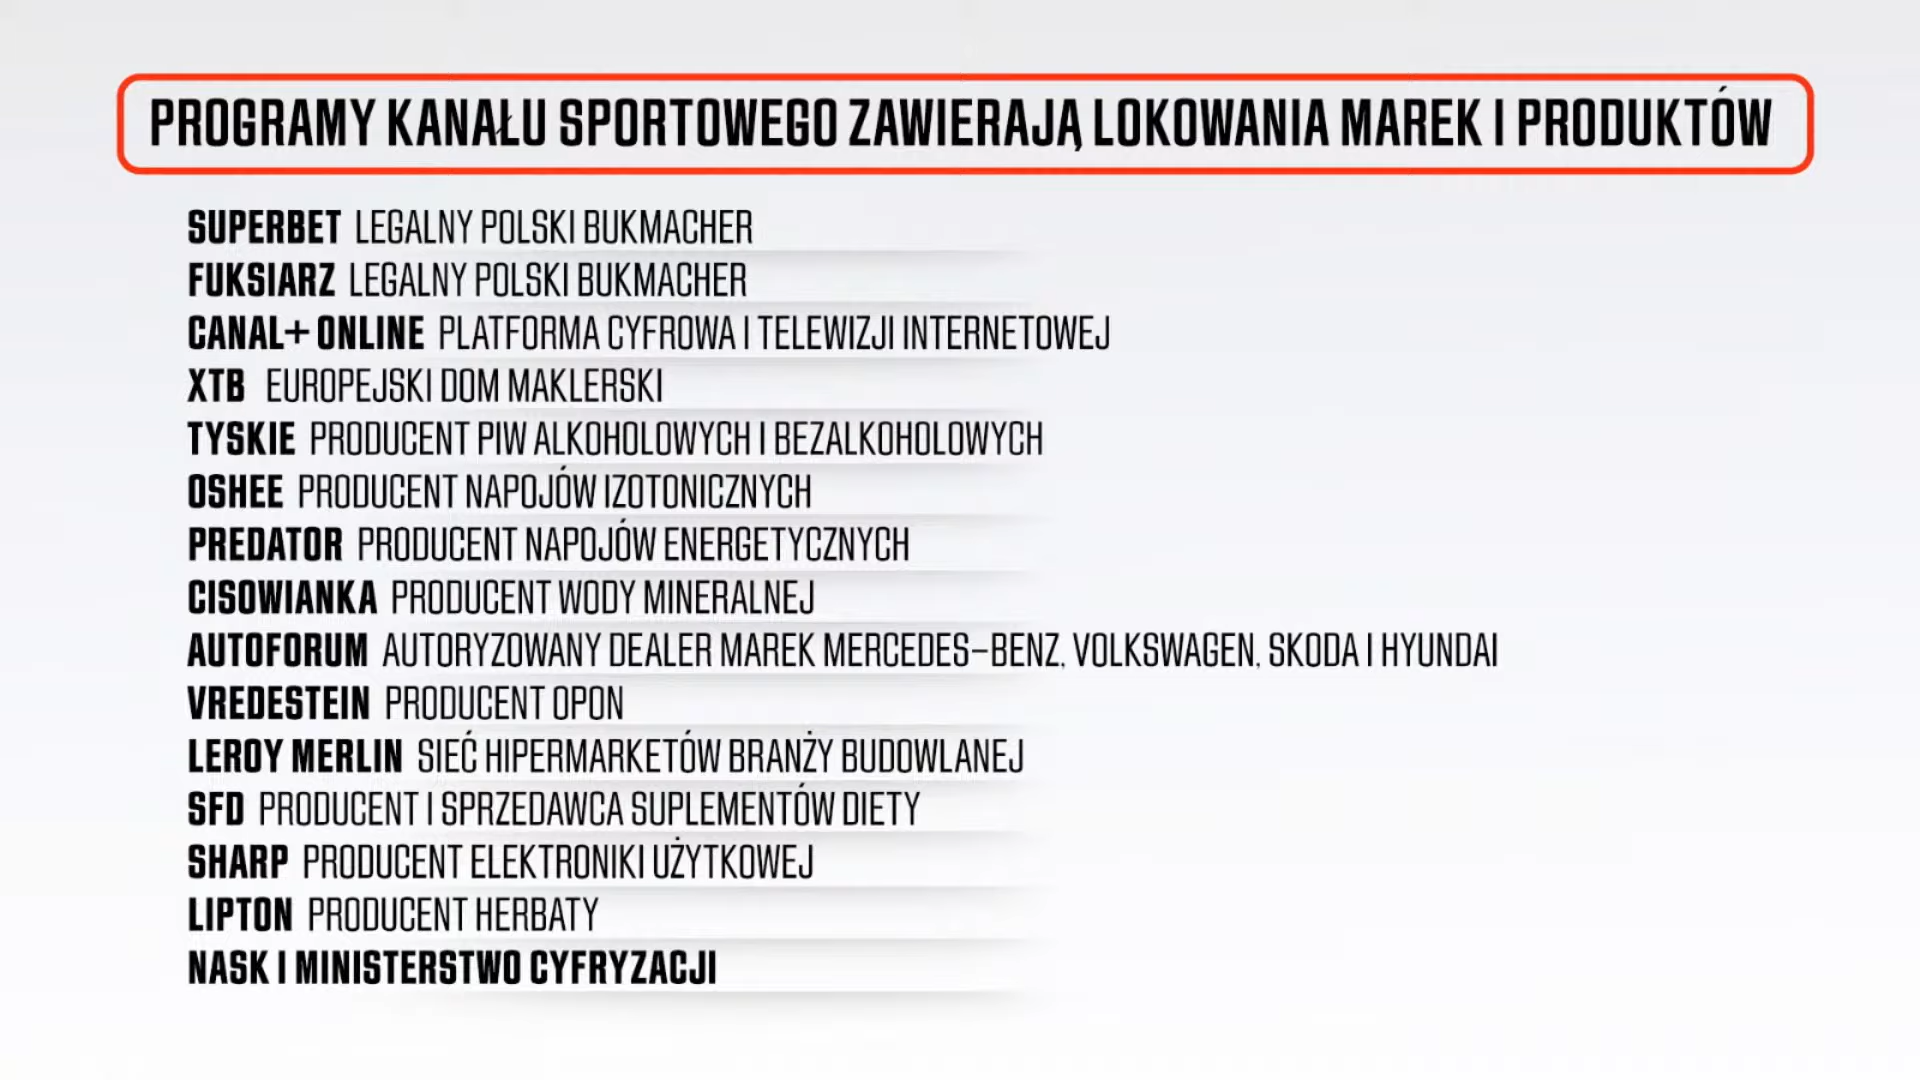 PROGRAMY KANAŁU SPORTOWEGO ZAWIERAJĄ LOKOWANIA MAREK I PRODUKTÓW
SUPERBET LEGALNY POLSKI BUKMACHER
FUKSIARZ LEGALNY POLSKI BUKMACHER
CANAL+ ONLINE PLATFORMA CYFROWA I TELEWIZJI INTERNETOWEJ
XTB EUROPEJSKI DOM MAKLERSKI
TYSKIE PRODUCENT PIW ALKOHOLOWYCH I BEZALKOHOLOWYCH
OSHEE PRODUCENT NAPOJÓW IZOTONICZNYCH
PREDATOR PRODUCENT NAPOJÓW ENERGETYCZNYCH
CISOWIANKA PRODUCENT WODY MINERALNEJ
AUTOFORUM AUTORYZOWANY DEALER MAREK MERCEDES-BENZ, VOLKSWAGEN, SKODA I HYUNDAI
VREDESTEIN PRODUCENT OPON
LEROY MERLIN SIEĆ HIPERMARKETÓW BRANŻY BUDOWLANEJ
SFD PRODUCENT I SPRZEDAWCA SUPLEMENTÓW DIETY
SHARP PRODUCENT ELEKTRONIKI UŻYTKOWEJ
LIPTON PRODUCENT HERBATY
NASK I MINISTERSTWO CYFRYZACJI